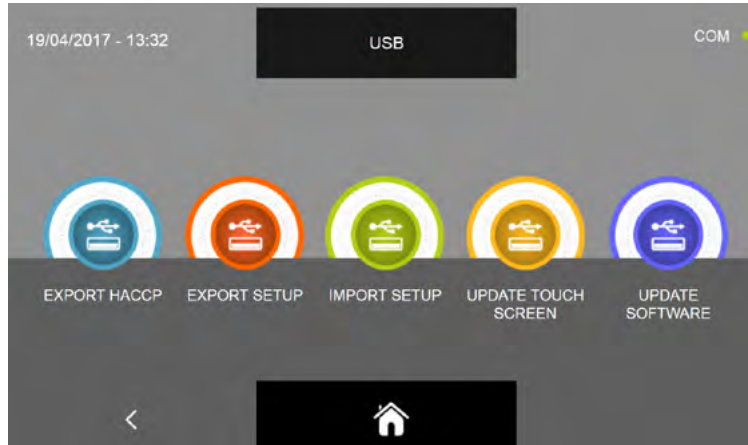 19/04/2017 - 13:32
USB
COM
EXPORT HACCP
EXPORT SETUP
IMPORT SETUP
UPDATE TOUCH
SCREEN
UPDATE
SOFTWARE